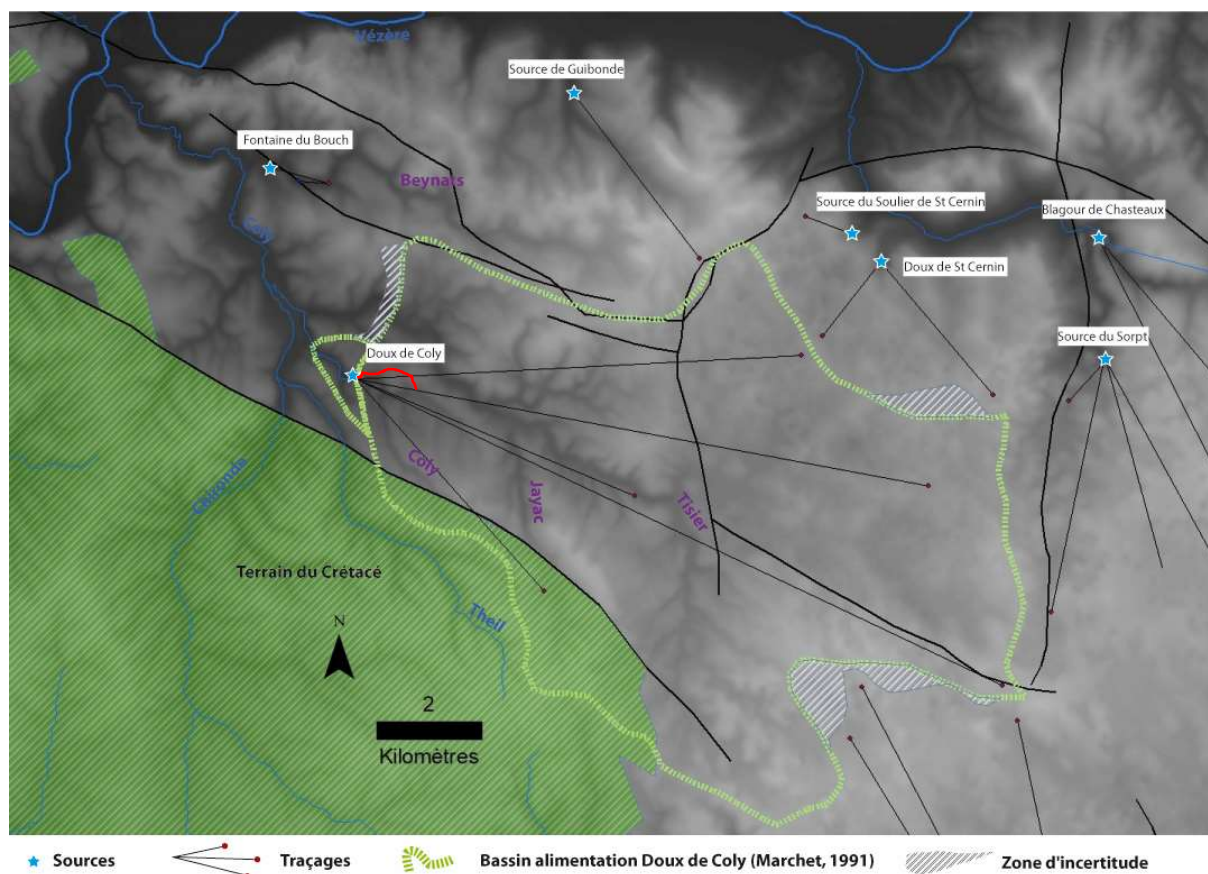 Vézère
Source de Guibonde
Fontaine du Bouch
Beynats
Source du Soulier de St Cernin
Blagour de Chasteaux
Coly
Doux de St Cernin
Source du Sorpt
Doux de Coly
Coly
Jayac
Tisier
Chironde
Terrain du Crétacé
Theil
N
2
Kilomètres
Sources
Traçages
Bassin alimentation Doux de Coly (Marchet, 1991)
Zone d'incertitude